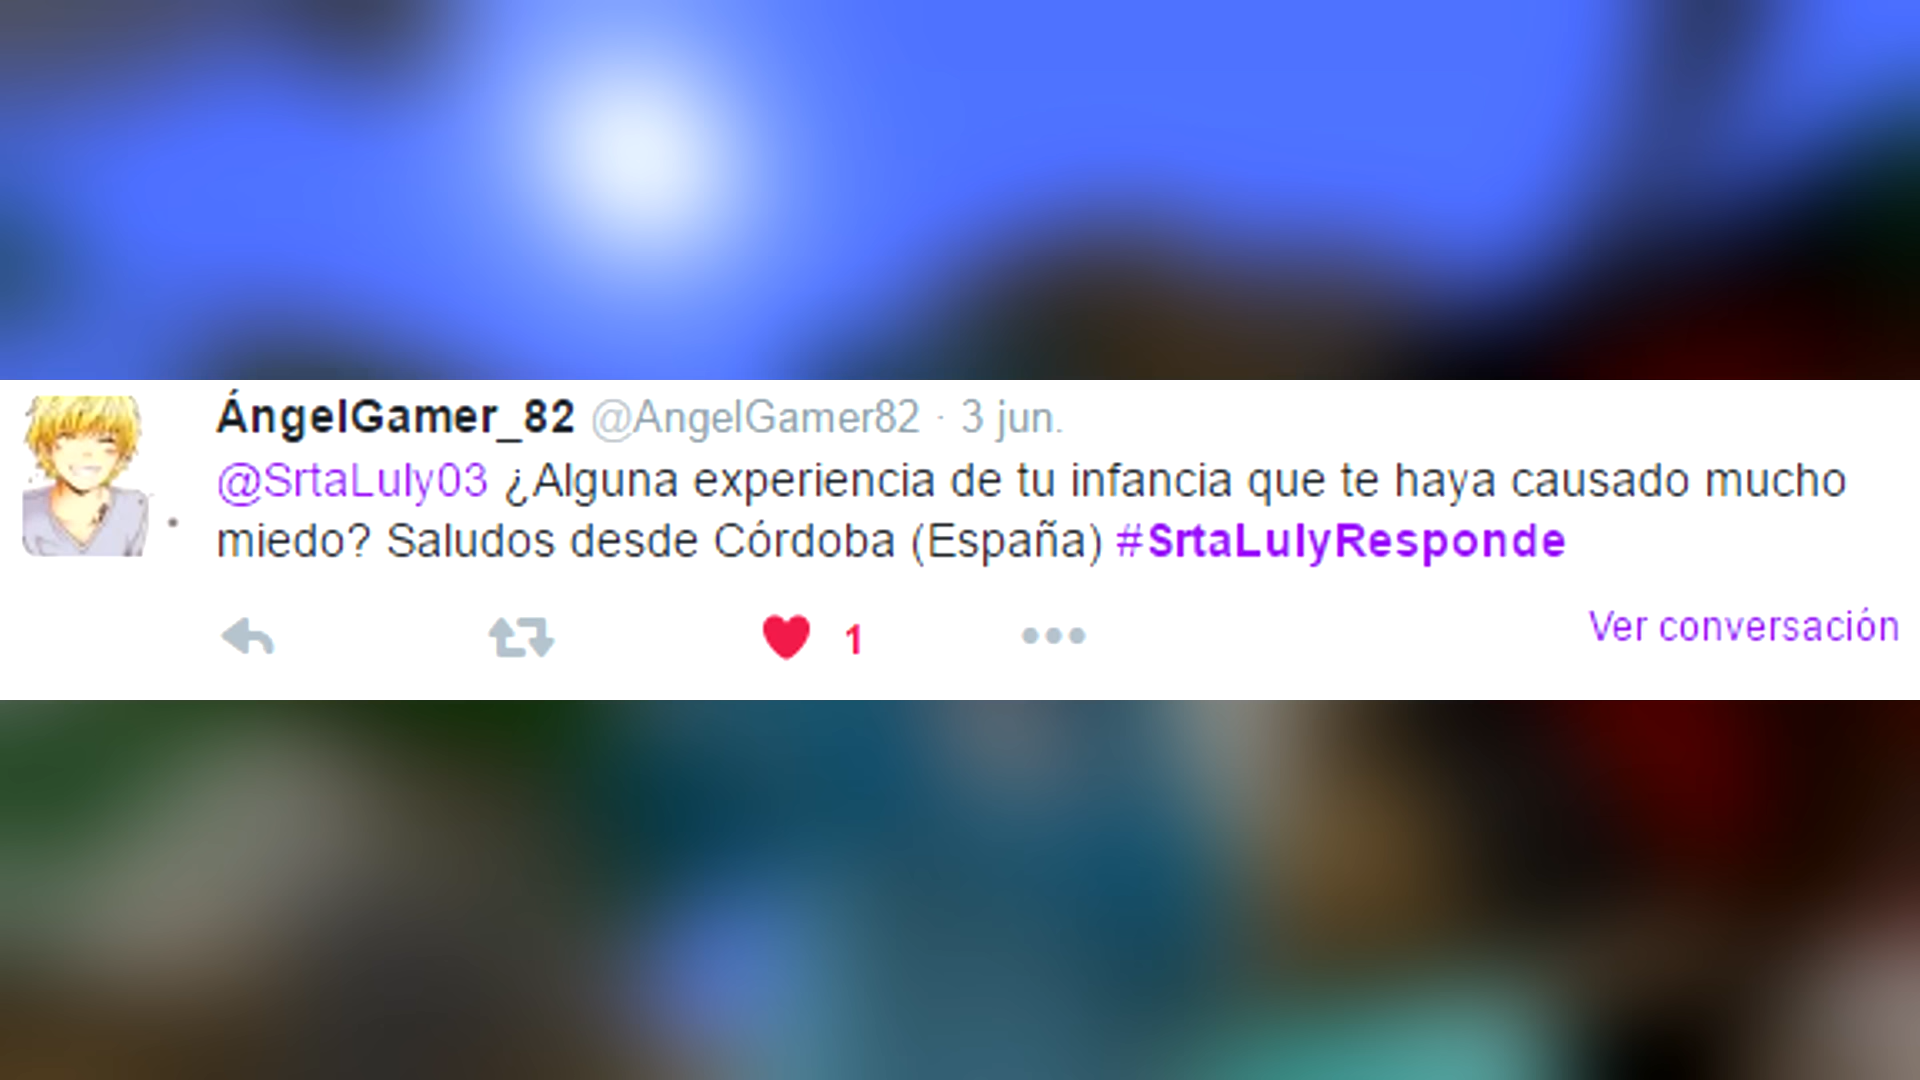 ÁngelGamer_82 @AngelGamer82 · 3 jun.
@SrtaLuly03 ¿Alguna experiencia de tu infancia que te haya causado mucho
miedo? Saludos desde Córdoba (España) #SrtaLulyResponde
1
Ver conversación